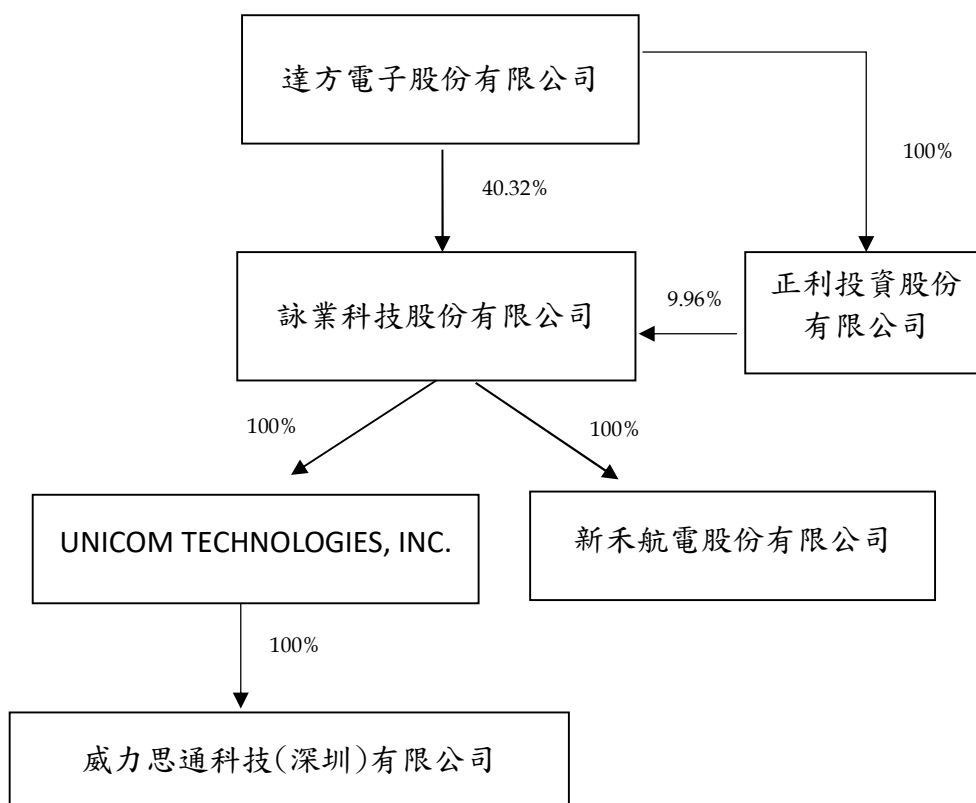 達方電子股份有限公司
100%
40.32%
詠業科技股份有限公司
9.96%
正利投資股份
有限公司
100%
100%
UNICOM TECHNOLOGIES, INC.
新禾航電股份有限公司
100%
威力思通科技(深圳)有限公司